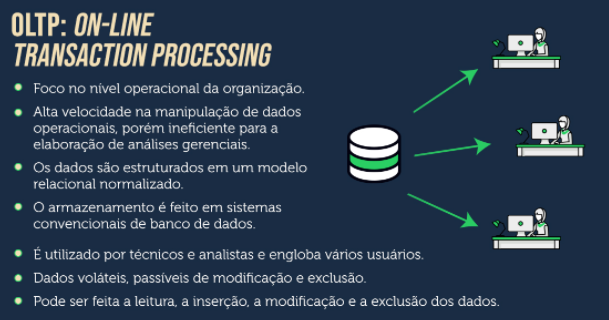 OLTP: ON-LINE
TRANSACTION PROCESSING
Foco no nível operacional da organização.
Alta velocidade na manipulação de dados
operacionais, porém ineficiente para a
elaboração de análises gerenciais.
Os dados são estruturados em um modelo
relacional normalizado.
O armazenamento é feito em sistemas
convencionais de banco de dados.
É utilizado por técnicos e analistas e engloba vários usuários.
Dados voláteis, passíveis de modificação e exclusão.
Pode ser feita a leitura, a inserção, a modificação e a exclusão dos dados.